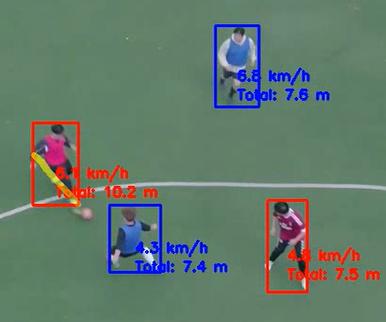 6.8 km/h
Total: 7.6 m
km/h
Total: 10.2 m
4.3 km/h
Total: 7.4 m
km/h
Total: 7.5 m